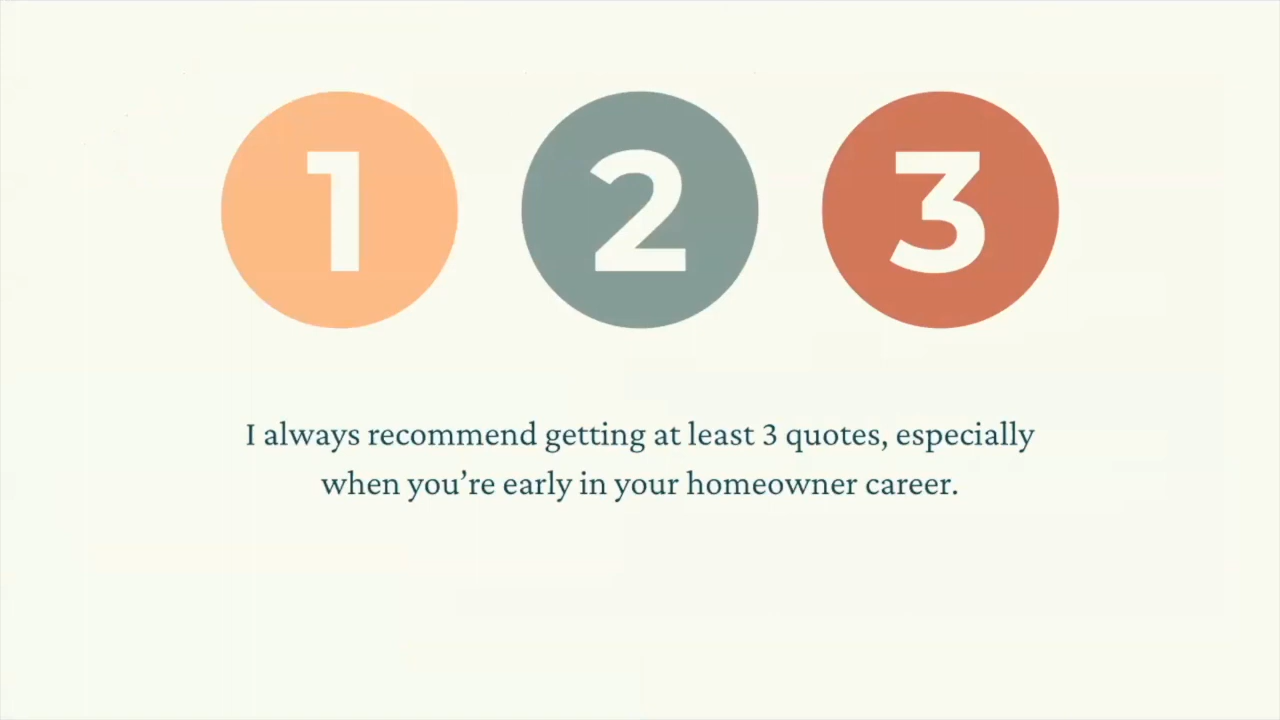 1 2 3
I always recommend getting at least 3 quotes, especially
when you’re early in your homeowner career.